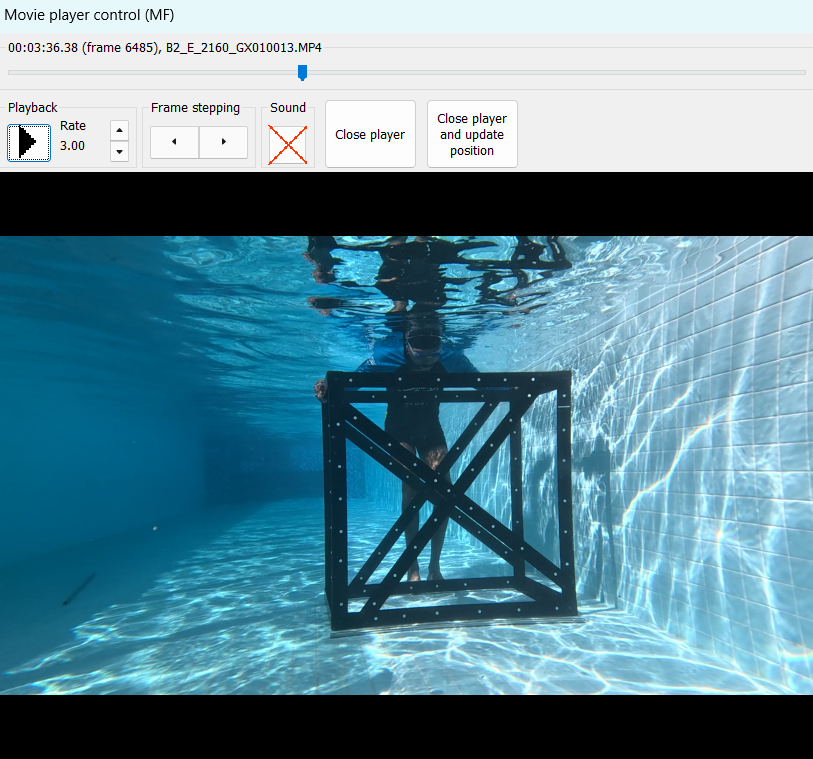 Movie player control (MF)
00:03:36.38 (frame 6485), B2_E_2160_GX010013.MP4
Playback
Rate
3.00
Frame stepping
Sound
Close player
Close player
and update
position